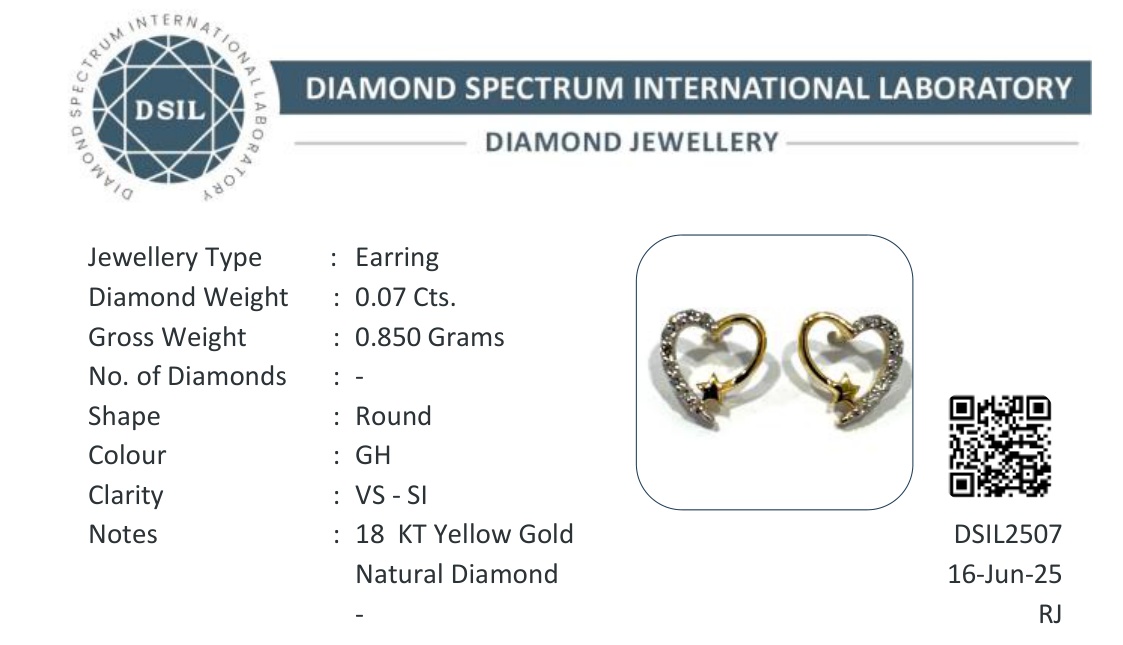 DIAMOND SPECTRUM INTERNATIONAL LABORATORY
DSIL
DIAMOND SPECTRUM INTERNATIONAL LABORATORY
DIAMOND JEWELLERY
Jewellery Type : Earring
Diamond Weight : 0.07 Cts.
Gross Weight : 0.850 Grams
No. of Diamonds : -
Shape : Round
Colour : GH
Clarity : VS - SI
Notes : 18 KT Yellow Gold DSIL2507
Natural Diamond 16-Jun-25
- RJ